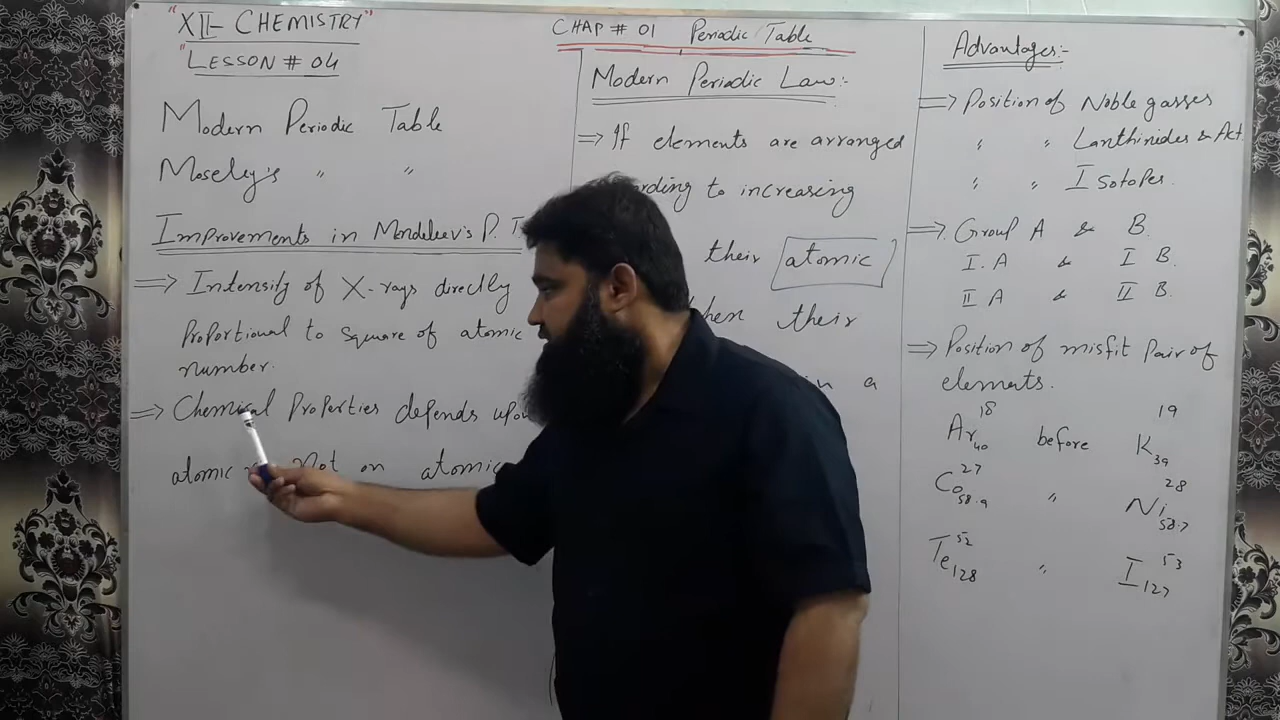 "XII- CHEMISTRY"
"LESSON # 04
Modern Periodic Table
Moseley's " "
Improvements in Mendeleev's P. T
=> Intensity of X-rays directly
Proportional to square of atomic
number.
=> Chemical Properties depends upon
atomic Not on atomic
CHAP # 01 Periodic Table
Modern Periodic Law:-
=> If elements are arranged
to increasing
their atomic
their
in a
Advantages:-
=> Position of Noble gasses
" " Lanthinides & Act.
" " Isotopes.
=> Group A & B.
I. A & I B.
II A & II B.
=> Position of misfit Pair of
elements.
Ar 18 40 before K 19 39
Co 27 58.9 " Ni 28 58.7
Te 52 128 " I 53 127